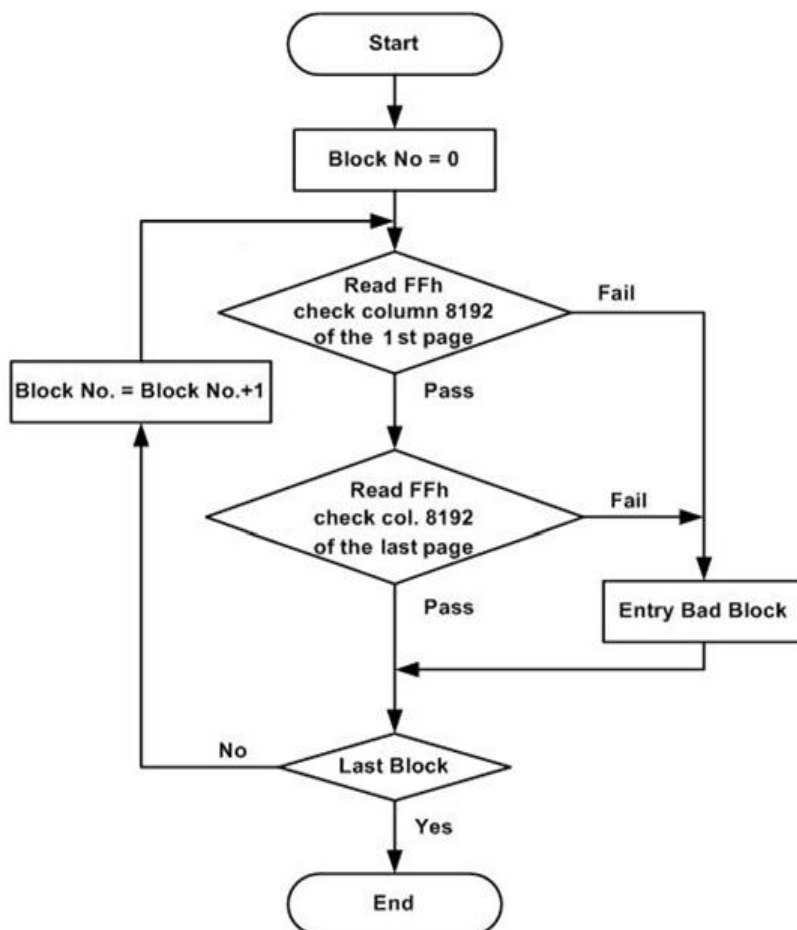 Start
Block No = 0
Read FFh
check column 8192
of the 1st page
Fail
Pass
Block No. = Block No.+1
Read FFh
check col. 8192
of the last page
Fail
Pass
Entry Bad Block
No
Last Block
Yes
End